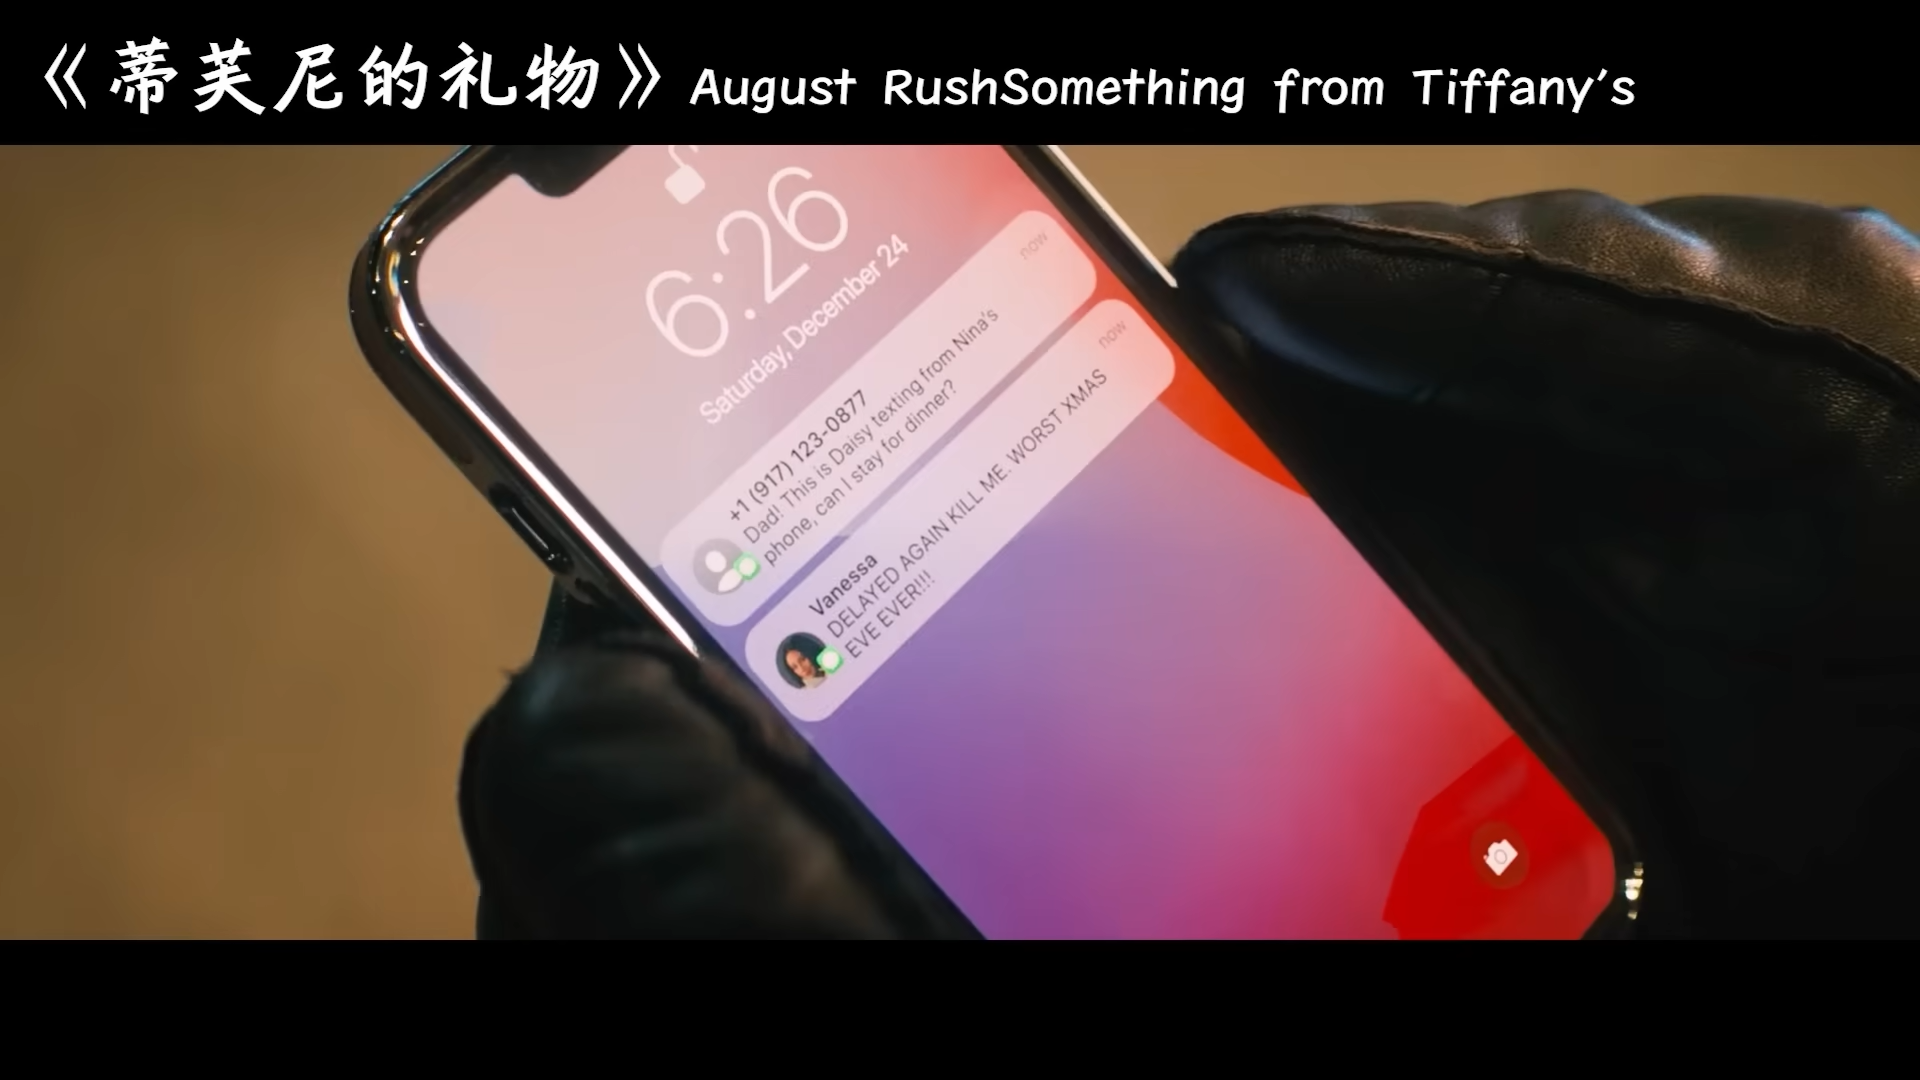 《蒂芙尼的礼物》August RushSomething from Tiffany's
6:26
Saturday, December 24
now
+1 (917) 123-0877
Dad! This is Daisy texting from Nina's
phone, can I stay for dinner?
now
Vanessa
DELAYED AGAIN KILL ME. WORST XMAS
EVE EVER!!!